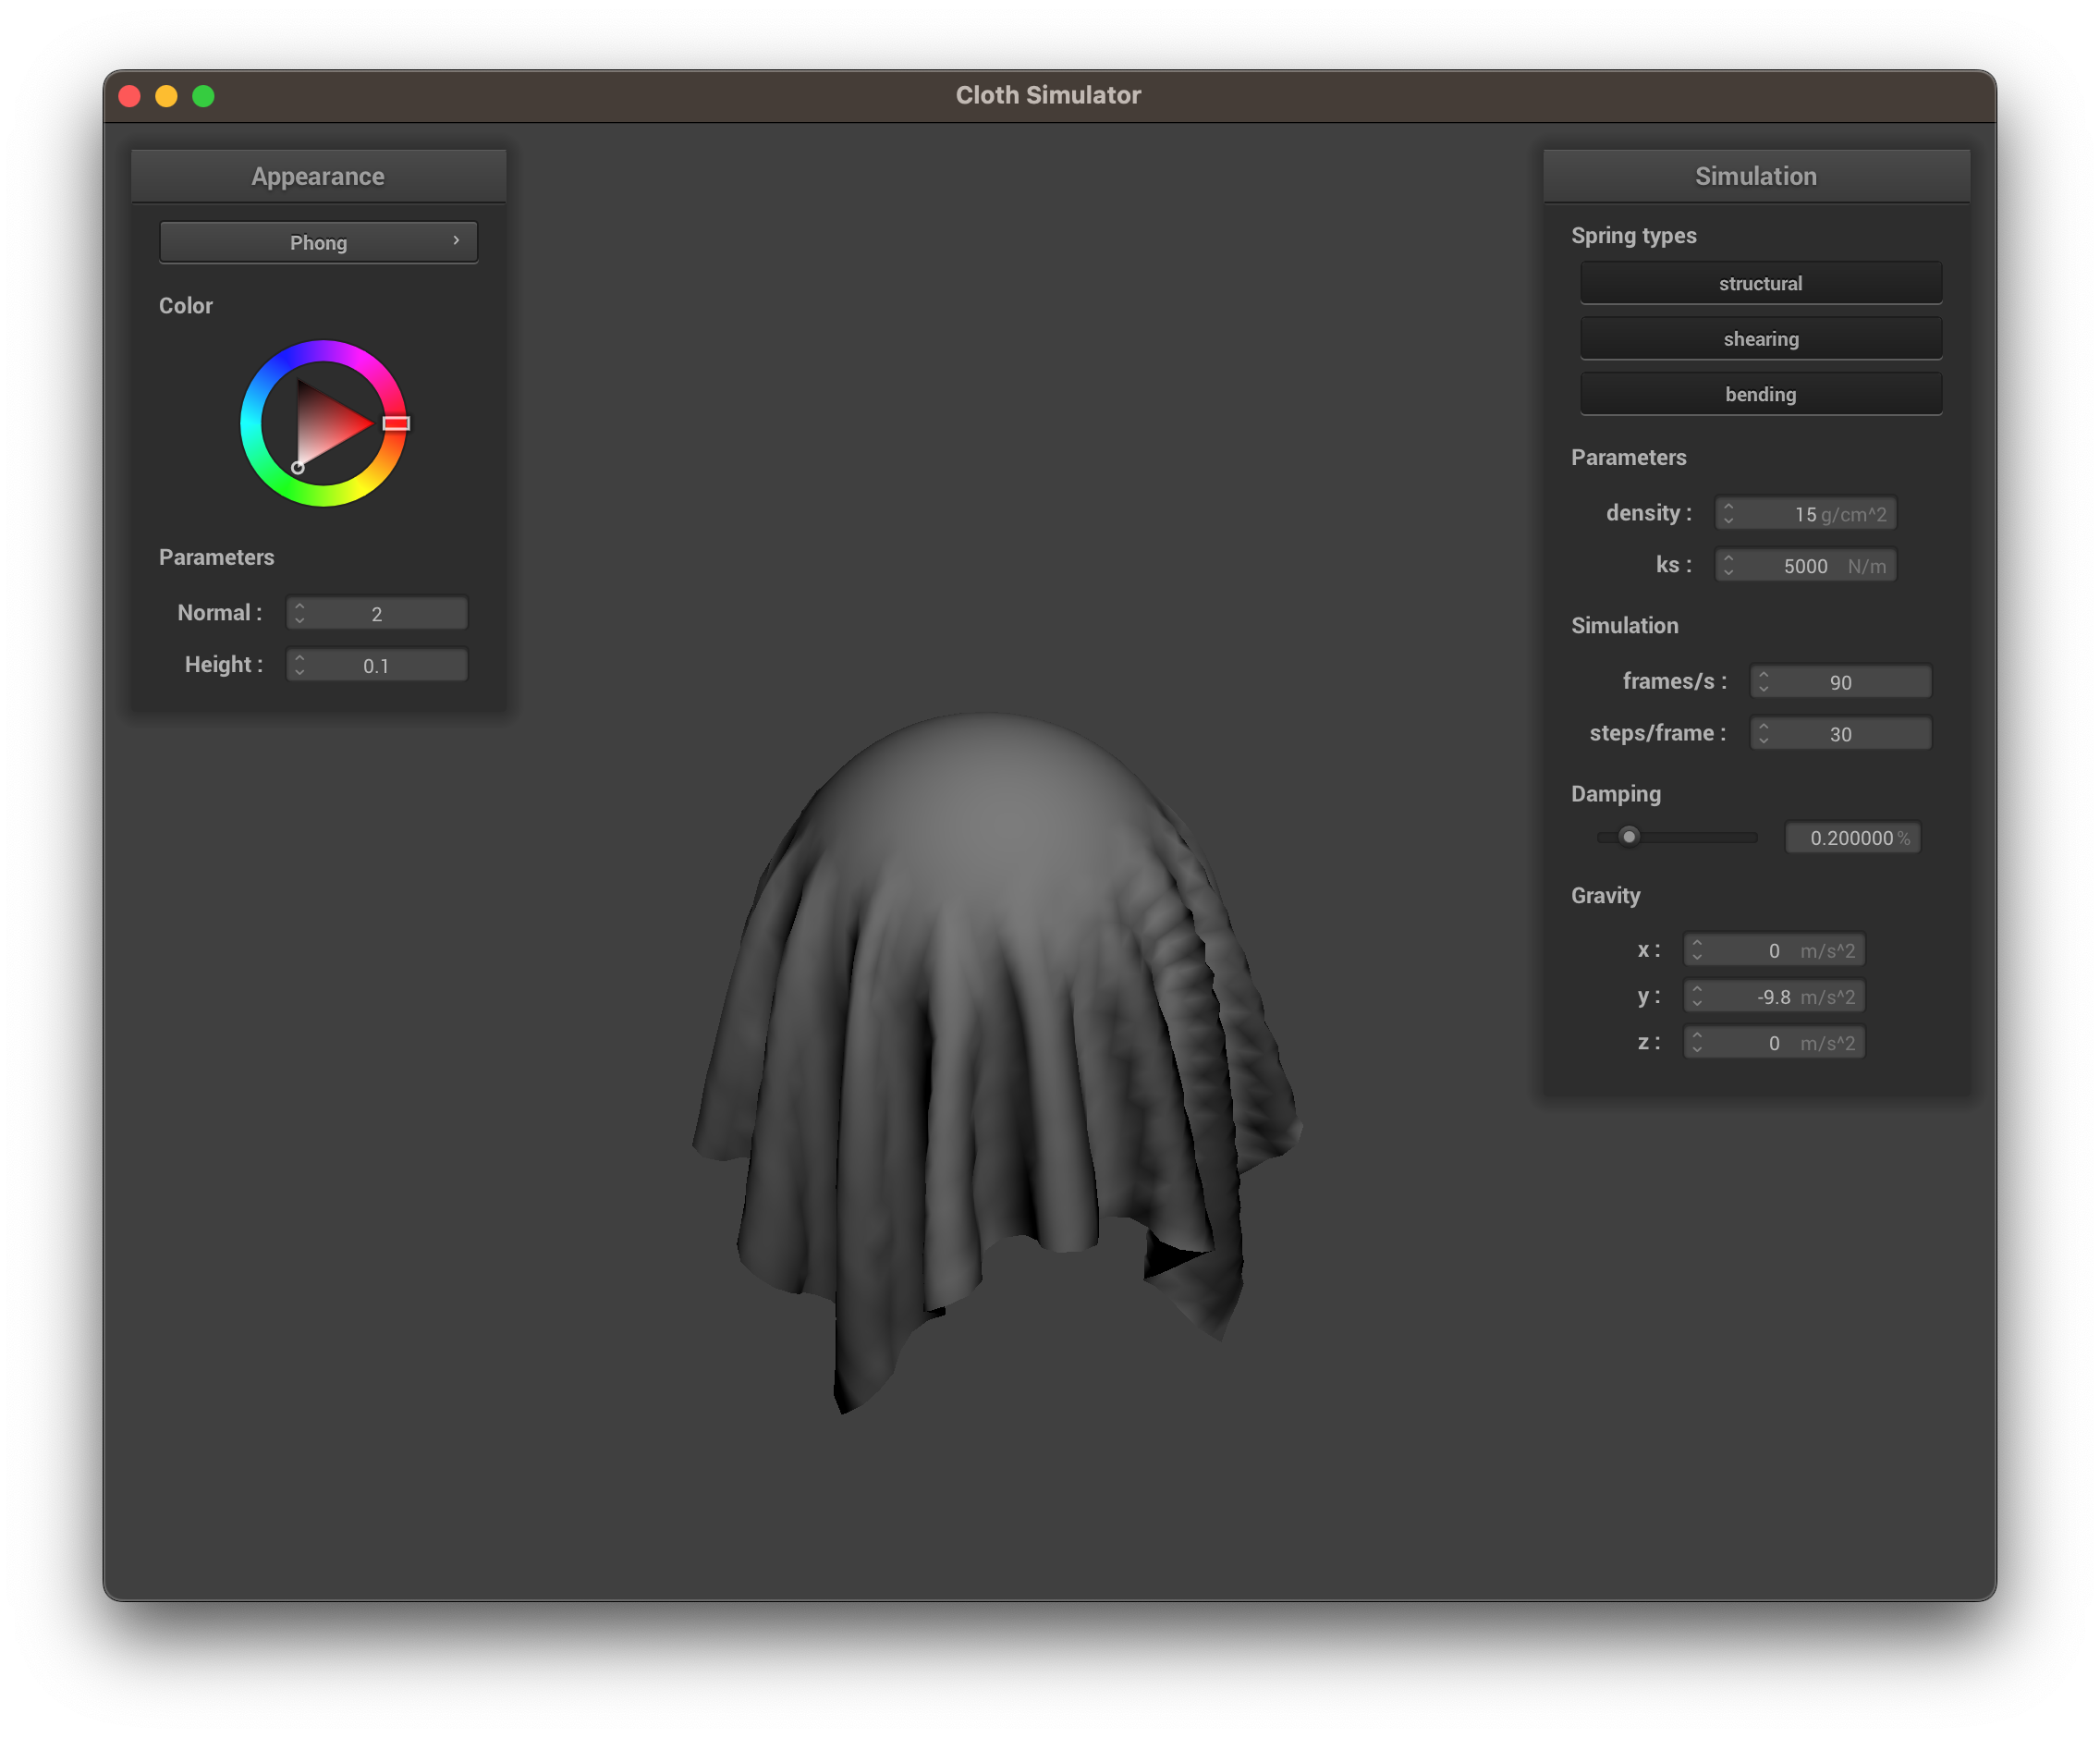 Cloth Simulator
Appearance
Phong
Color
Parameters
Normal : 2
Height : 0.1
Simulation
Spring types
structural
shearing
bending
Parameters
density : 15 g/cm^2
ks : 5000 N/m
Simulation
frames/s : 90
steps/frame : 30
Damping
0.200000 %
Gravity
x : 0 m/s^2
y : -9.8 m/s^2
z : 0 m/s^2